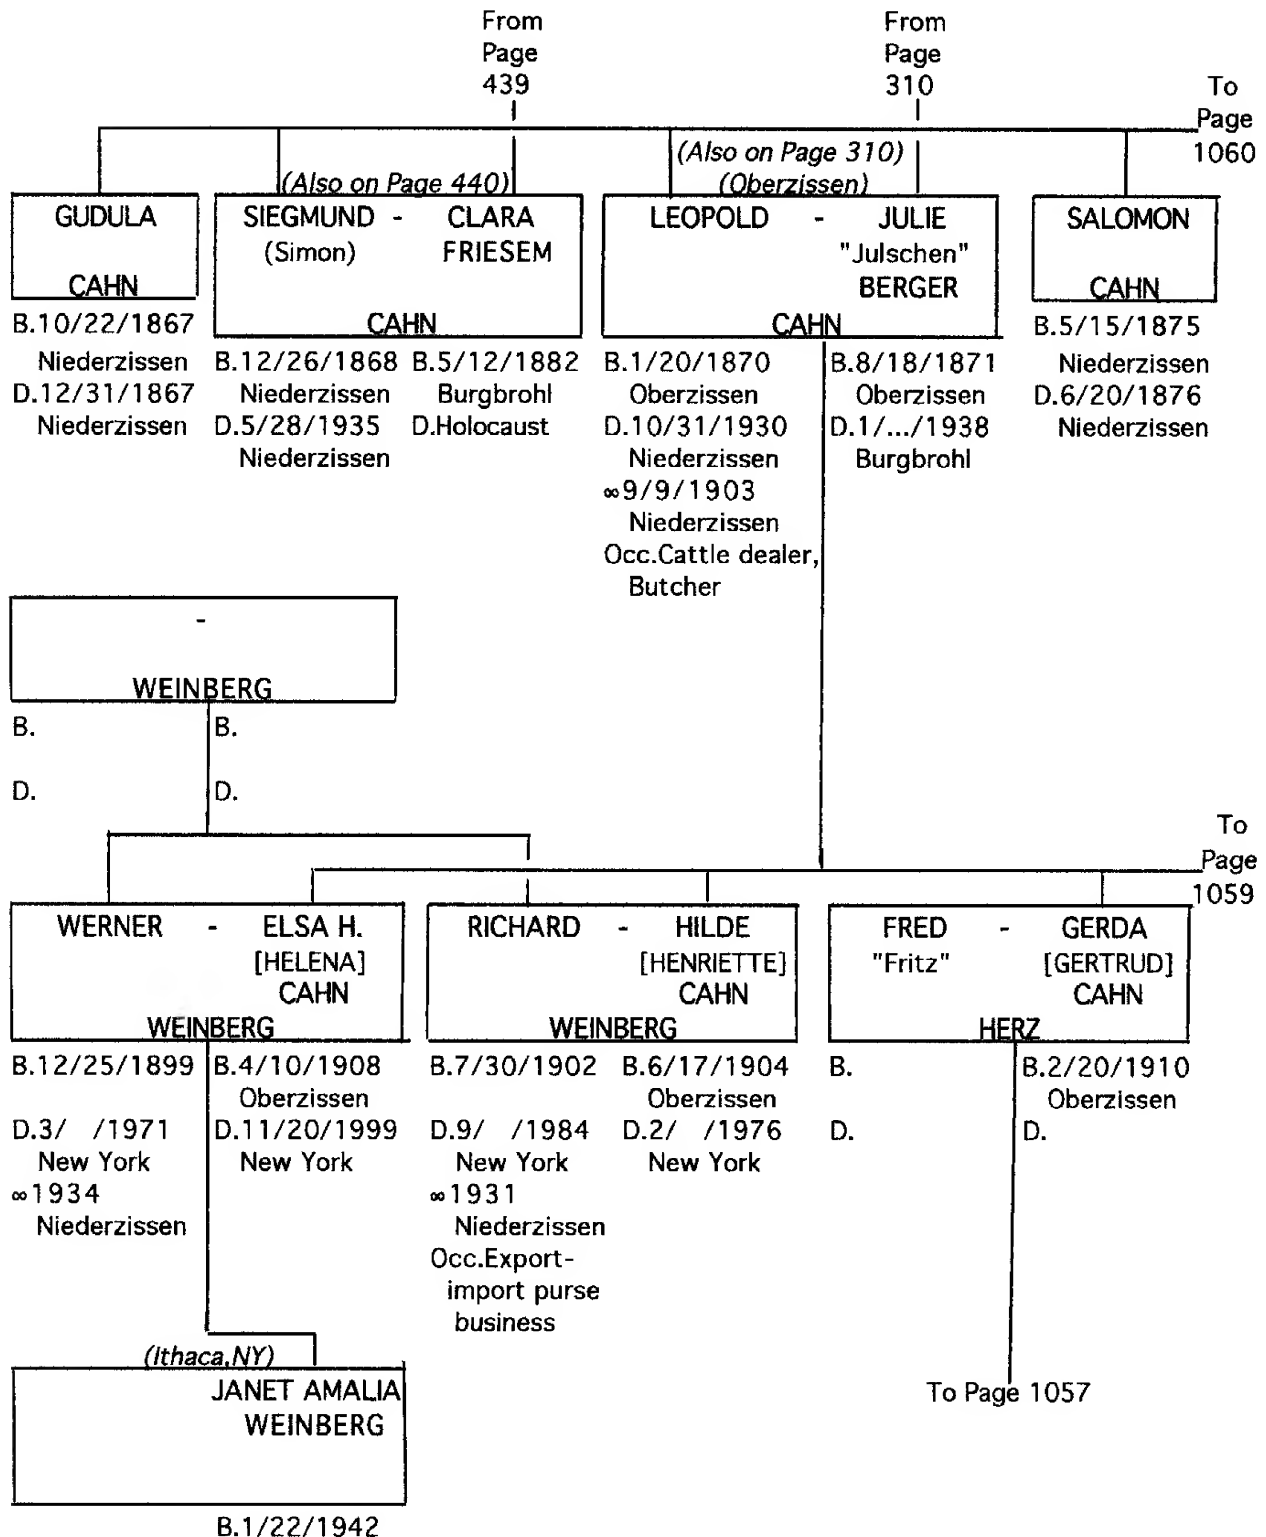 From
Page
439
From
Page
310
To
Page
1060
(Also on Page 440)
(Also on Page 310)
(Oberzissen)
GUDULA
CAHN
B.10/22/1867
Niederzissen
D.12/31/1867
Niederzissen
SIEGMUND - CLARA
(Simon) FRIESEM
CAHN
B.12/26/1868 B.5/12/1882
Niederzissen Burgbrohl
D.5/28/1935 D.Holocaust
Niederzissen
LEOPOLD - JULIE
"Julschen"
BERGER
CAHN
B.1/20/1870 B.8/18/1871
Oberzissen Oberzissen
D.10/31/1930 D.1/.../1938
Niederzissen Burgbrohl
∞9/9/1903
Niederzissen
Occ.Cattle dealer,
Butcher
SALOMON
CAHN
B.5/15/1875
Niederzissen
D.6/20/1876
Niederzissen
-
WEINBERG
B. B.
D. D.
To
Page
1059
WERNER - ELSA H.
[HELENA]
CAHN
WEINBERG
B.12/25/1899 B.4/10/1908
Oberzissen
D.3/ /1971 D.11/20/1999
New York New York
∞1934
Niederzissen
RICHARD - HILDE
[HENRIETTE]
CAHN
WEINBERG
B.7/30/1902 B.6/17/1904
Oberzissen
D.9/ /1984 D.2/ /1976
New York New York
∞1931
Niederzissen
Occ.Export-
import purse
business
FRED - GERDA
"Fritz" [GERTRUD]
CAHN
HERZ
B. B.2/20/1910
Oberzissen
D. D.
To Page 1057
(Ithaca,NY)
JANET AMALIA
WEINBERG
B.1/22/1942